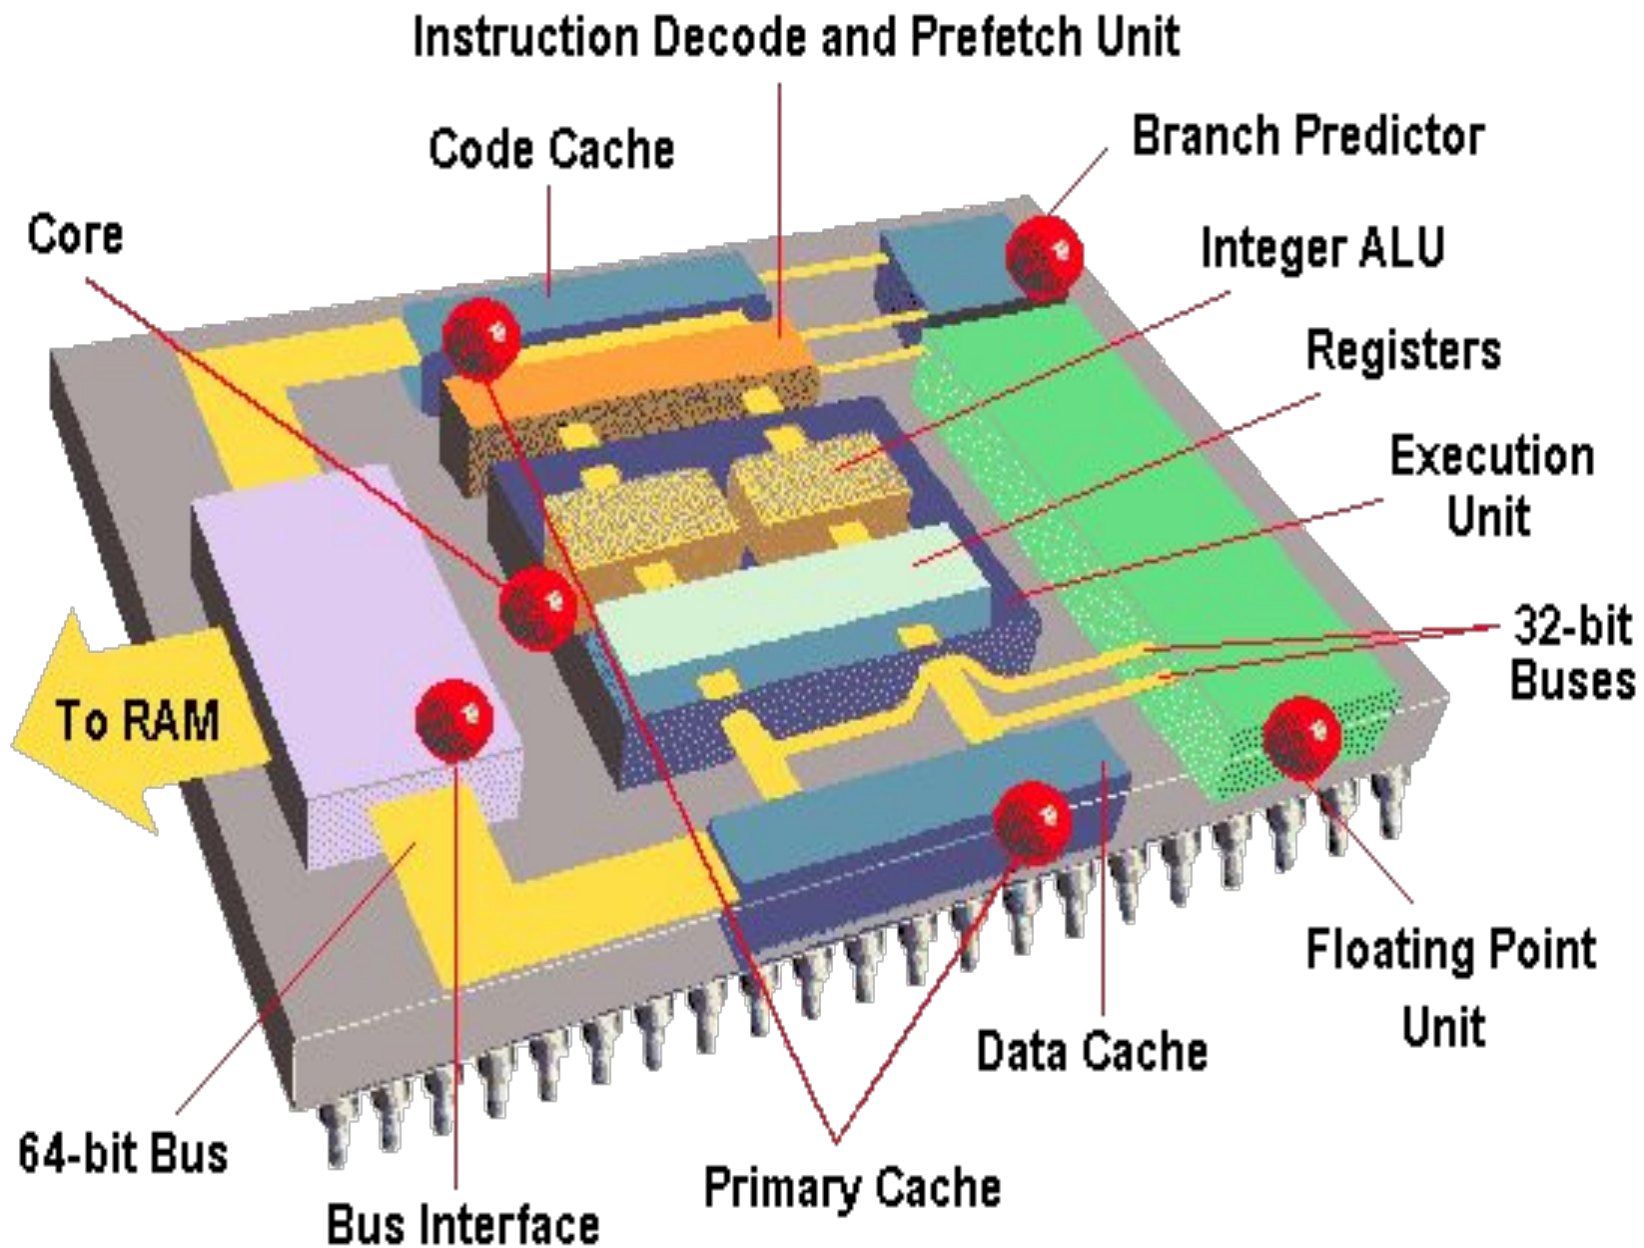 Instruction Decode and Prefetch Unit
Code Cache
Branch Predictor
Core
Integer ALU
Registers
Execution
Unit
32-bit
Buses
To RAM
Floating Point
Unit
Data Cache
64-bit Bus
Primary Cache
Bus Interface